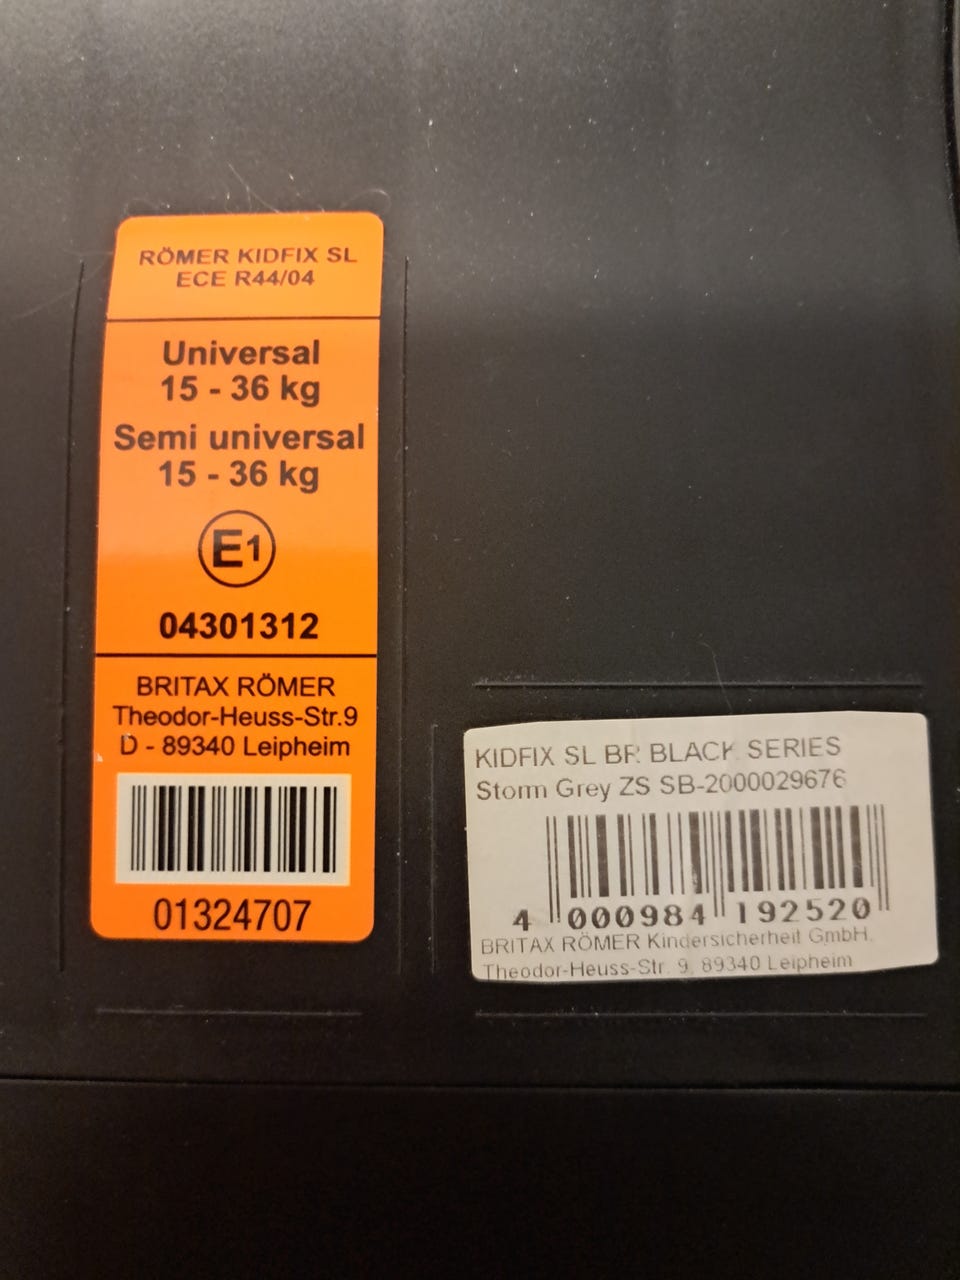 RÖMER KIDFIX SL
ECE R44/04
Universal
15 - 36 kg
Semi universal
15 - 36 kg
E1
04301312
BRITAX RÖMER
Theodor-Heuss-Str.9
D - 89340 Leipheim
01324707
KIDFIX SL BR BLACK SERIES
Storm Grey ZS SB-2000029676
4 000984 192520
BRITAX RÖMER Kindersicherheit GmbH,
Theodor-Heuss-Str. 9, 89340 Leipheim